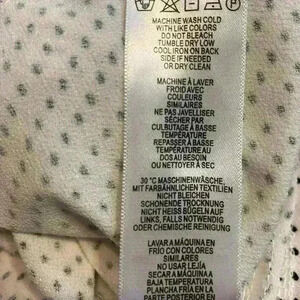 MACHINE WASH COLD
WITH LIKE COLORS
DO NOT BLEACH
TUMBLE DRY LOW
COOL IRON ON BACK
SIDE IF NEEDED
OR DRY CLEAN
MACHINE À LAVER
FROID AVEC
COULEURS
SIMILAIRES
NE PAS JAVELLISER
SÉCHER PAR
CULBUTAGE À BASSE
TEMPÉRATURE
REPASSER À BASSE
TEMPÉRATURE AU
DOS AU BESOIN
OU NETTOYER À SEC
30 °C MASCHINENWÄSCHE,
MIT FARBÄHNLICHEN TEXTILIEN
NICHT BLEICHEN
SCHONENDE TROCKNUNG
NICHT HEISS BÜGELN AUF
LINKS, FALLS NOTWENDIG
ODER CHEMISCHE REINIGUNG
LAVAR A MÁQUINA EN
FRÍO CON COLORES
SIMILARES
NO USAR LEJÍA
SECAR A MÁQUINA A
BAJA TEMPERATURA
PLANCHA FRÍA EN LA
PARTE POSTERIOR EN